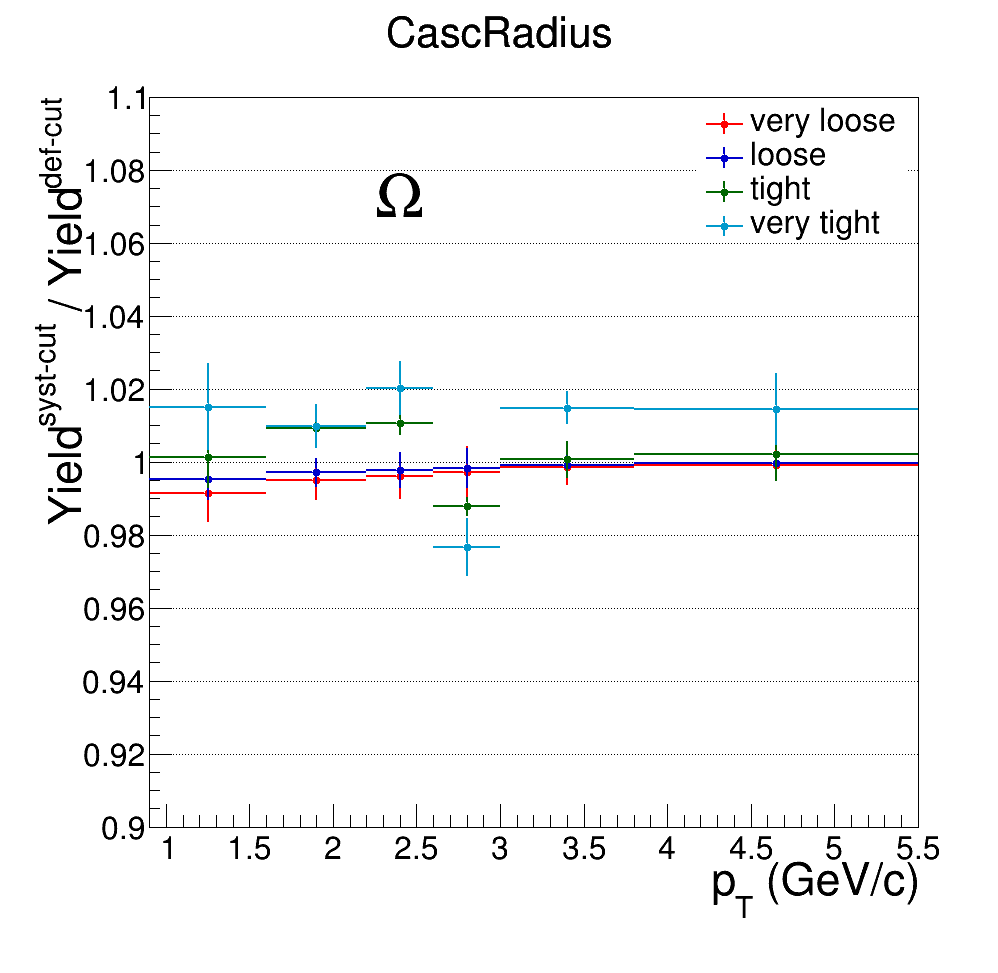 CascRadius
Yield^syst-cut / Yield^def-cut
1.1
1.08
1.06
1.04
1.02
1
0.98
0.96
0.94
0.92
0.9
Ω
very loose
loose
tight
very tight
1 1.5 2 2.5 3 3.5 4 4.5 5 5.5
p_T (GeV/c)